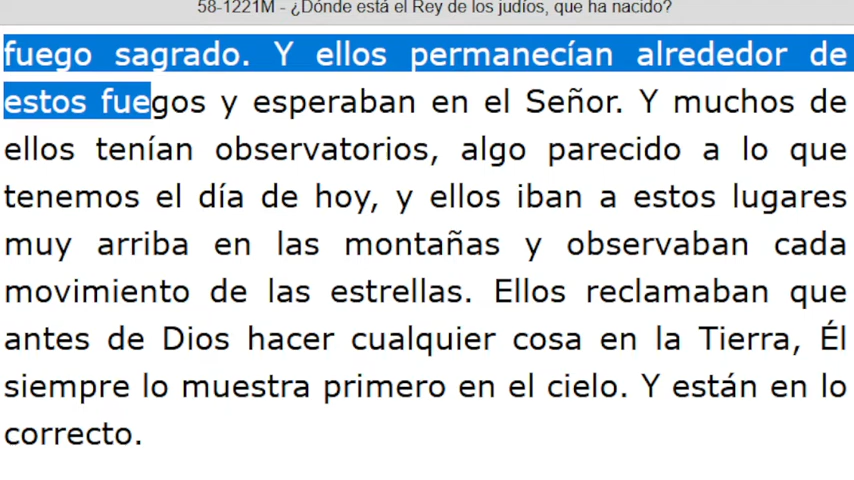 58-1221M - ¿Dónde está el Rey de los judíos, que ha nacido?
fuego sagrado. Y ellos permanecían alrededor de
estos fuegos y esperaban en el Señor. Y muchos de
ellos tenían observatorios, algo parecido a lo que
tenemos el día de hoy, y ellos iban a estos lugares
muy arriba en las montañas y observaban cada
movimiento de las estrellas. Ellos reclamaban que
antes de Dios hacer cualquier cosa en la Tierra, Él
siempre lo muestra primero en el cielo. Y están en lo
correcto.